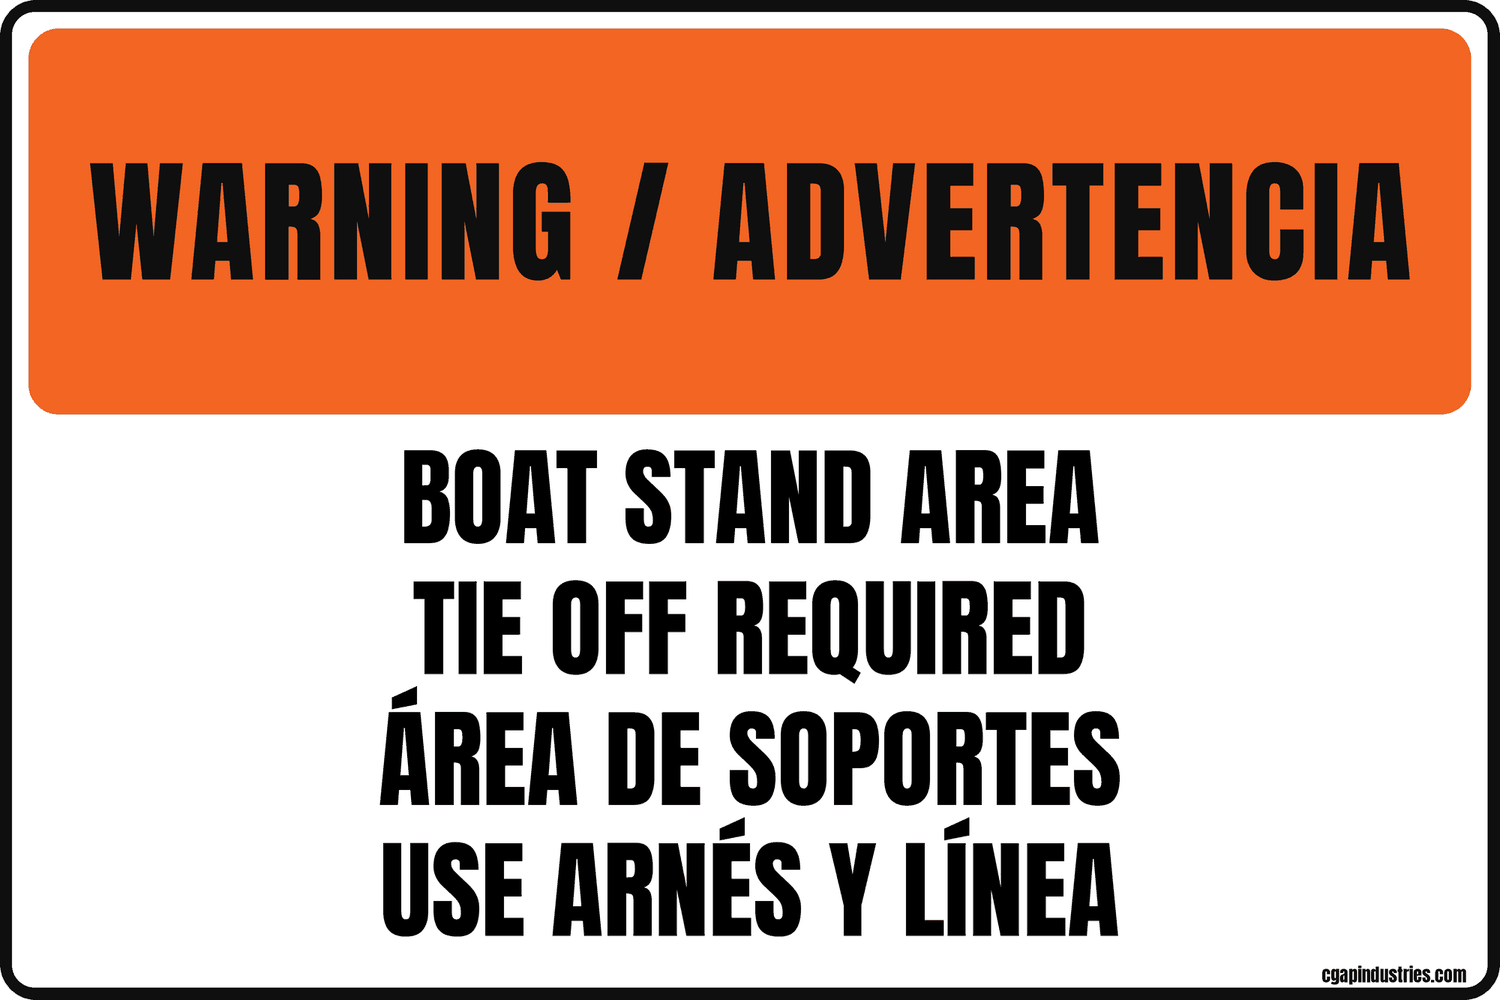 WARNING / ADVERTENCIA
BOAT STAND AREA
TIE OFF REQUIRED
ÁREA DE SOPORTES
USE ARNÉS Y LÍNEA
cgapindustries.com